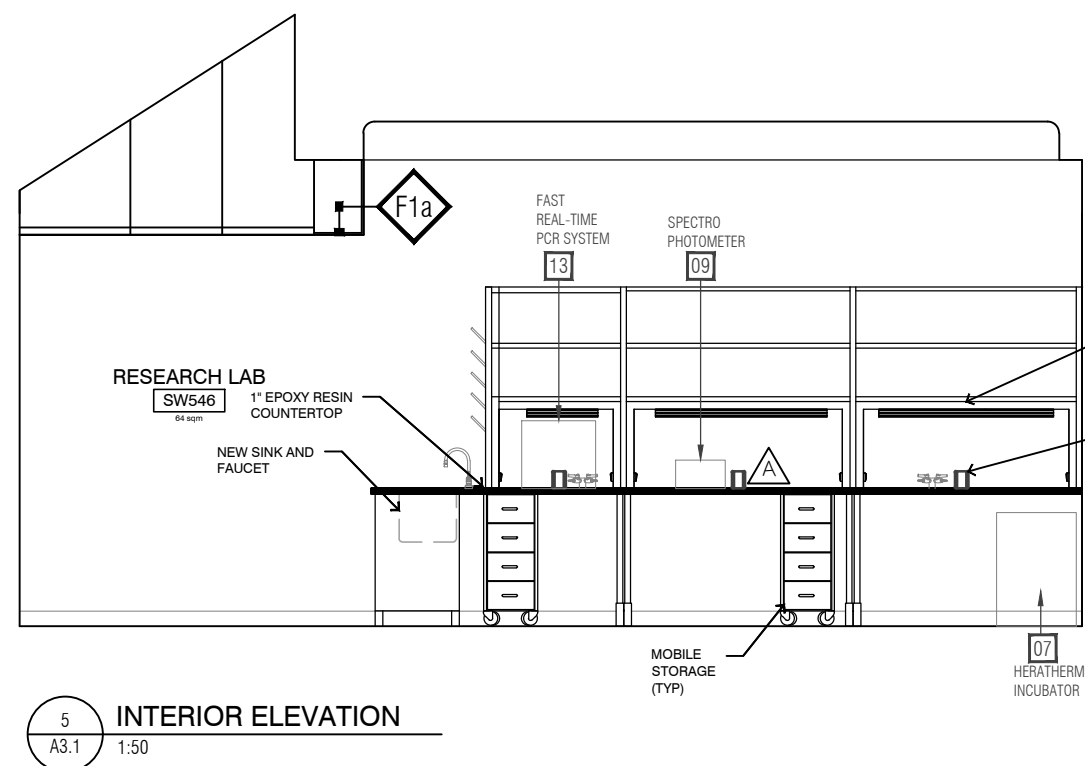 F1a
FAST
REAL-TIME
PCR SYSTEM
13
SPECTRO
PHOTOMETER
09
RESEARCH LAB
SW546
64 sqm
1" EPOXY RESIN
COUNTERTOP
NEW SINK AND
FAUCET
A
MOBILE
STORAGE
(TYP)
07
HERATHERM
INCUBATOR
5
A3.1
INTERIOR ELEVATION
1:50